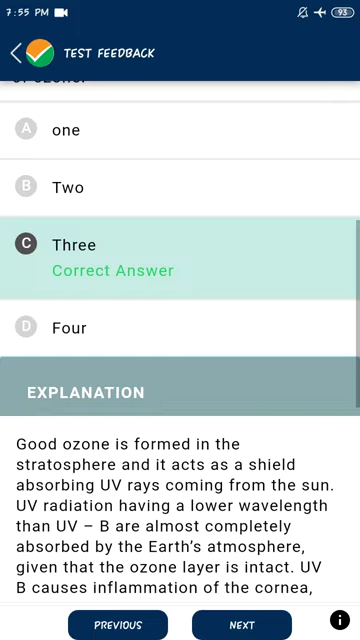 7:55 PM
93
TEST FEEDBACK
of ozone.
A one
B Two
C Three
Correct Answer
D Four
EXPLANATION
Good ozone is formed in the
stratosphere and it acts as a shield
absorbing UV rays coming from the sun.
UV radiation having a lower wavelength
than UV – B are almost completely
absorbed by the Earth's atmosphere,
given that the ozone layer is intact. UV
B causes inflammation of the cornea,
PREVIOUS
NEXT